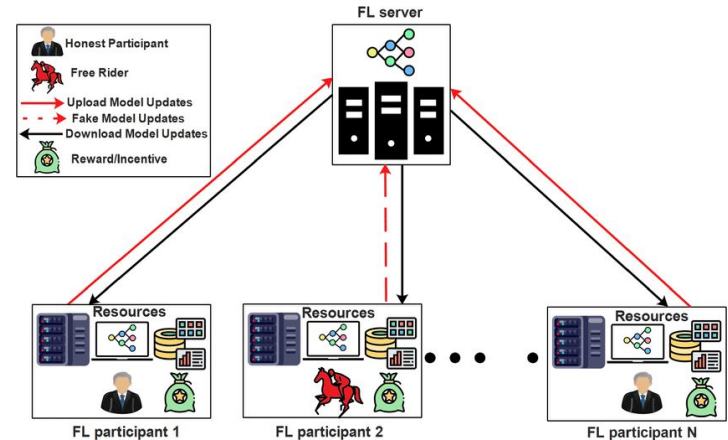 FL server
Honest Participant
Free Rider
Upload Model Updates
Fake Model Updates
Download Model Updates
Reward/Incentive
Resources
Resources
Resources
FL participant 1
FL participant 2
FL participant N